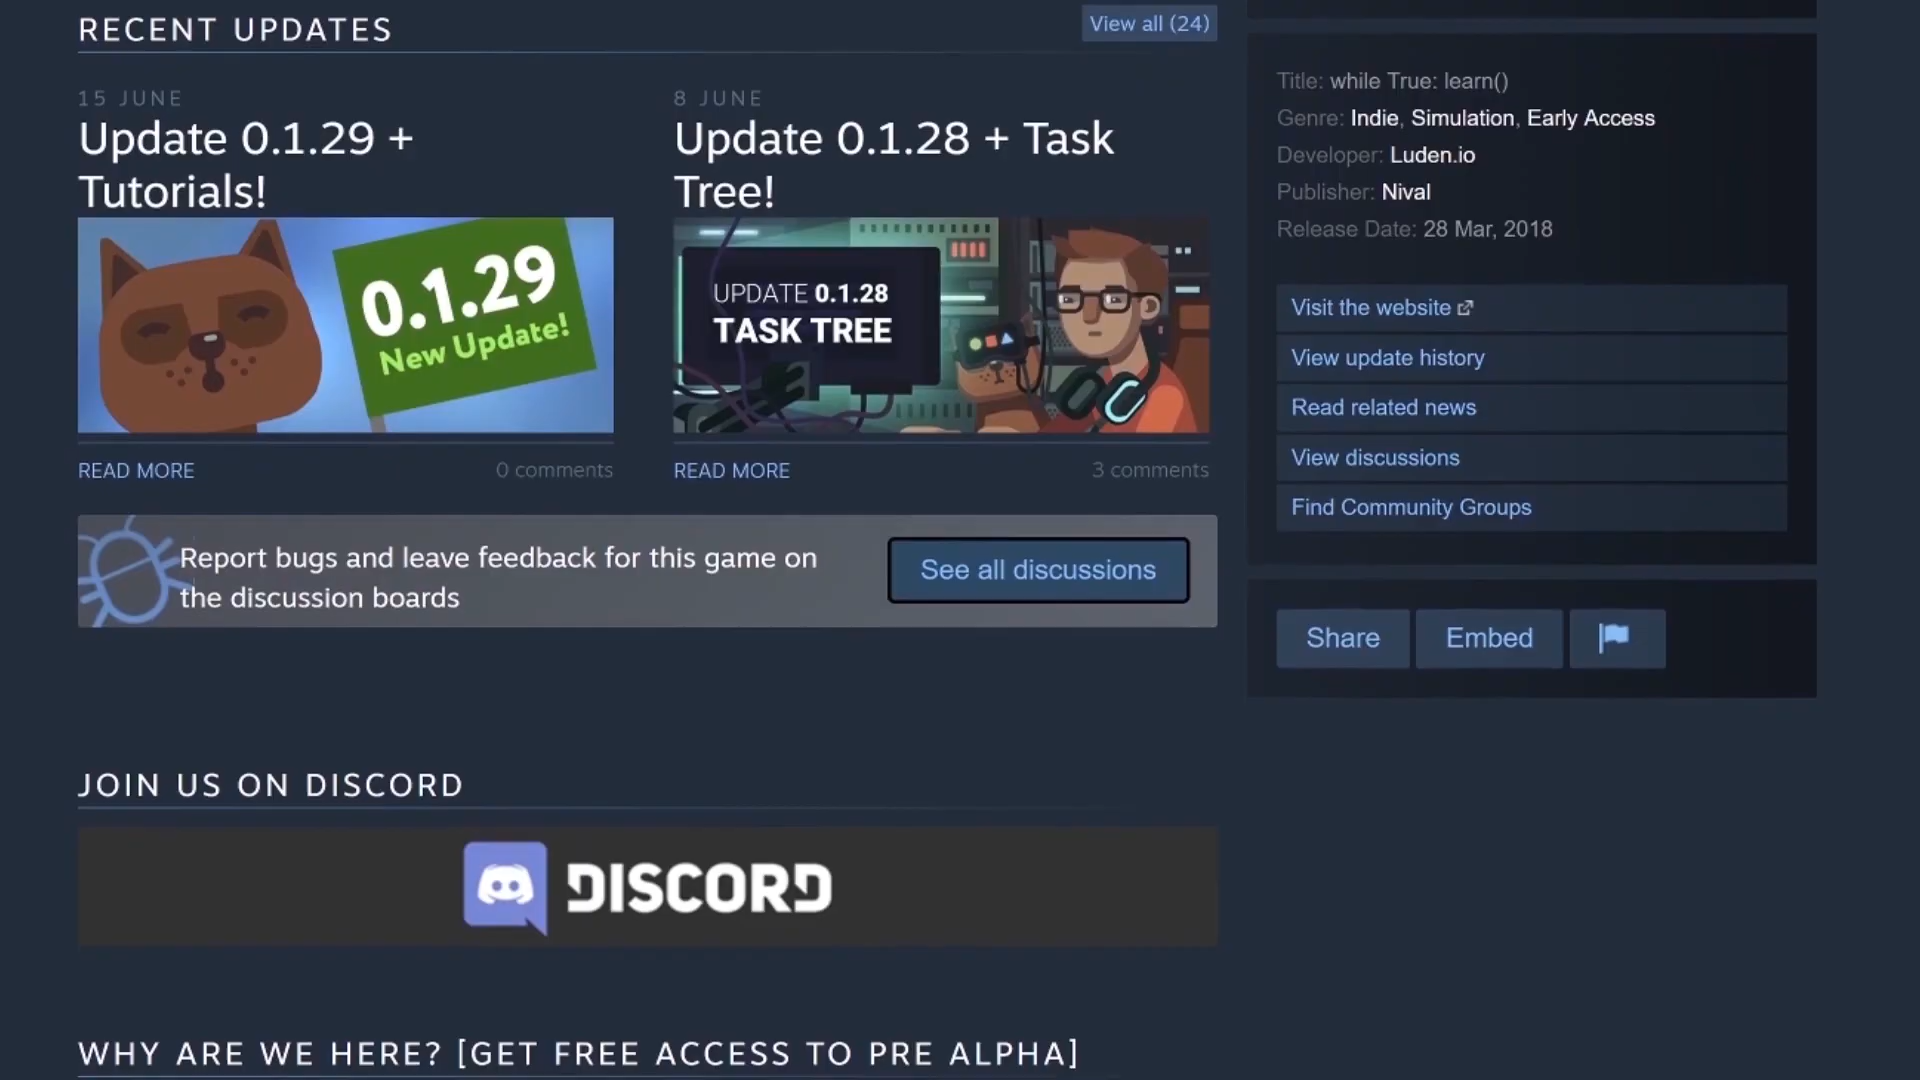 RECENT UPDATES
View all (24)
15 JUNE
Update 0.1.29 +
Tutorials!
0.1.29
New Update!
READ MORE
0 comments
8 JUNE
Update 0.1.28 + Task
Tree!
UPDATE 0.1.28
TASK TREE
READ MORE
3 comments
Report bugs and leave feedback for this game on
the discussion boards
See all discussions
JOIN US ON DISCORD
DISCORD
WHY ARE WE HERE? [GET FREE ACCESS TO PRE ALPHA]
Title: while True: learn()
Genre: Indie, Simulation, Early Access
Developer: Luden.io
Publisher: Nival
Release Date: 28 Mar, 2018
Visit the website
View update history
Read related news
View discussions
Find Community Groups
Share
Embed